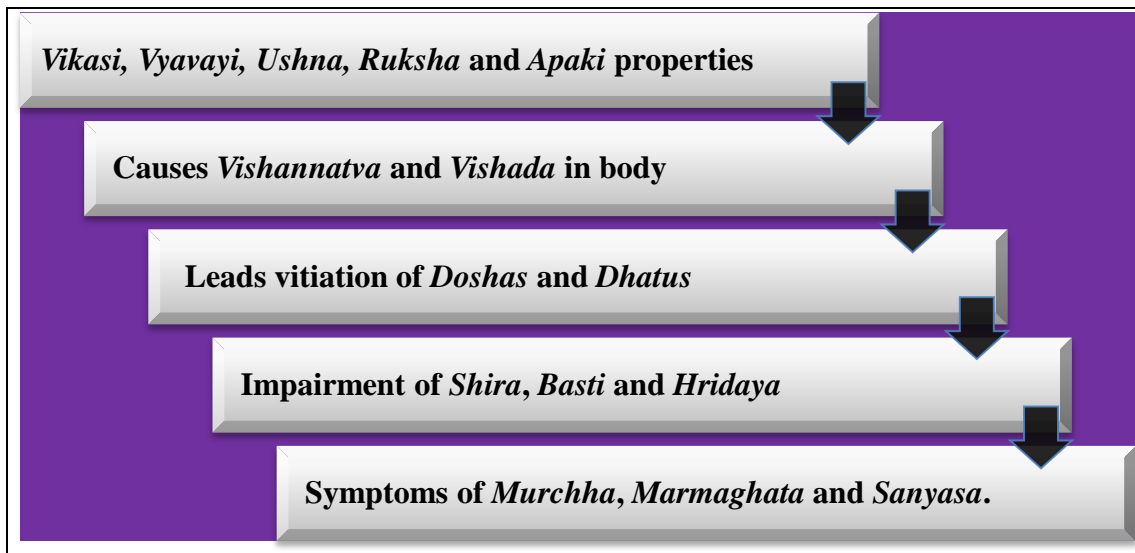 Vikasi, Vyavayi, Ushna, Ruksha and Apaki properties
Causes Vishannatva and Vishada in body
Leads vitiation of Doshas and Dhatus
Impairment of Shira, Basti and Hridaya
Symptoms of Murchha, Marmaghata and Sanyasa.